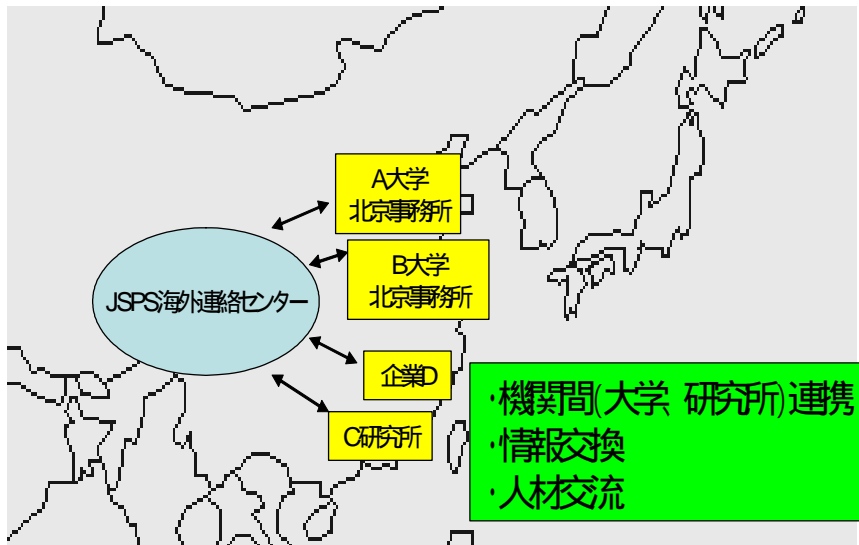 A大学
北京事務所
B大学
北京事務所
JSPS海外連絡センター
企業D
C研究所
・機関間(大学、研究所)連携
・情報交換
・人材交流